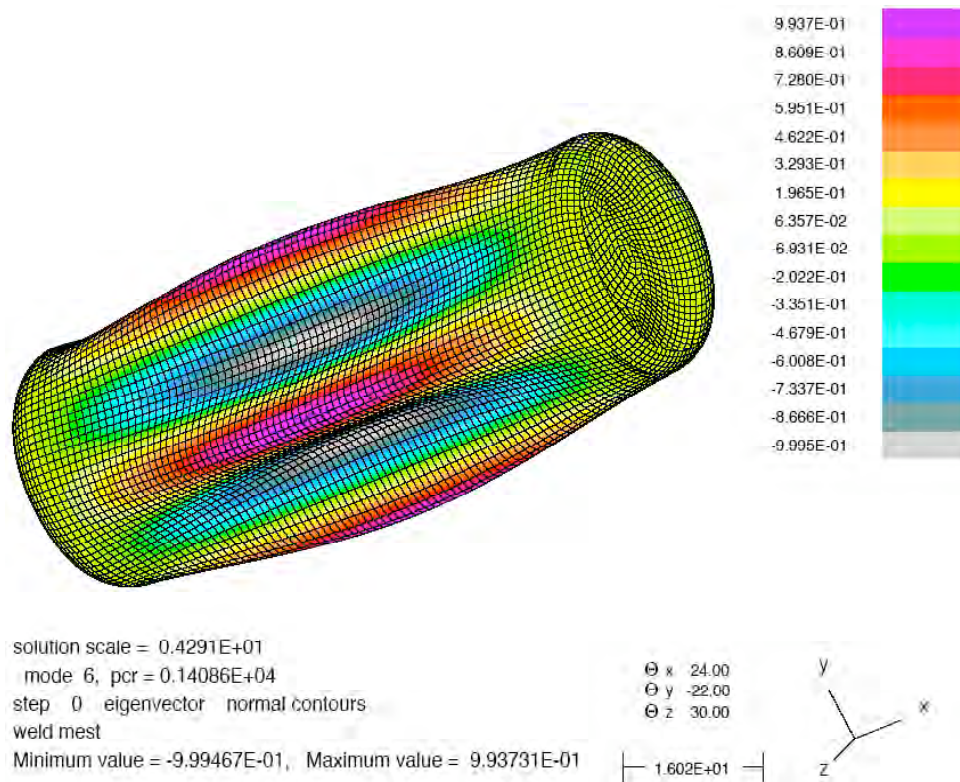 9.937E-01
8.609E-01
7.280E-01
5.951E-01
4.622E-01
3.293E-01
1.965E-01
6.357E-02
-6.931E-02
-2.022E-01
-3.351E-01
-4.679E-01
-6.008E-01
-7.337E-01
-8.666E-01
-9.995E-01
solution scale = 0.4291E+01
mode 6, pcr = 0.14086E+04
step 0 eigenvector normal contours
weld mest
Minimum value = -9.99467E-01, Maximum value = 9.93731E-01
Θ x 24.00
Θ y -22.00
Θ z 30.00
1.602E+01
y
x
z